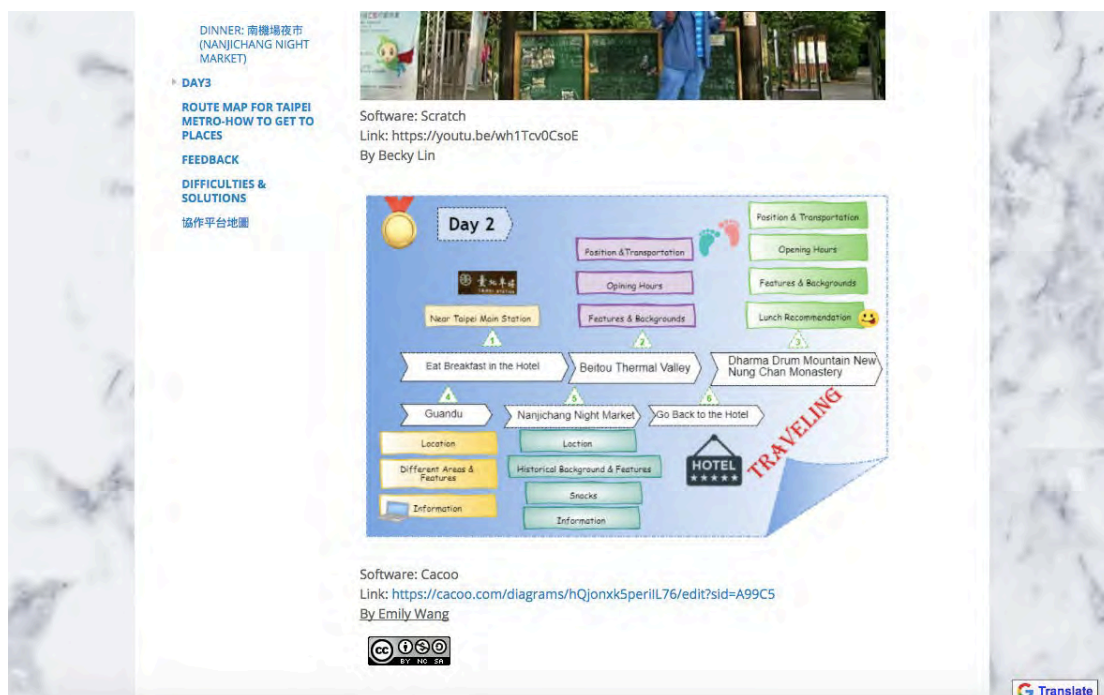 DINNER: 南機場夜市
(NANJICHANG NIGHT
MARKET)
DAY3
ROUTE MAP FOR TAIPEI
METRO-HOW TO GET TO
PLACES
FEEDBACK
DIFFICULTIES &
SOLUTIONS
協作平台地圖
Software: Scratch
Link: https://youtu.be/wh1Tcv0CsoE
By Becky Lin
Day 2
Near Taipei Main Station
Position &Transportation
Opining Hours
Features & Backgrounds
Position & Transportation
Opening Hours
Features & Backgrounds
Lunch Recommendation
1
2
3
Eat Breakfast in the Hotel
Beitou Thermal Valley
Dharma Drum Mountain New
Nung Chan Monastery
4
5
6
Guandu
Nanjichang Night Market
Go Back to the Hotel
Location
Different Areas &
Features
Information
Loction
Historical Background & Features
Snacks
Information
HOTEL
TRAVELING
Software: Cacoo
Link: https://cacoo.com/diagrams/hQjonxk5periIL76/edit?sid=A99C5
By Emily Wang
cc
BY NC SA
Translate